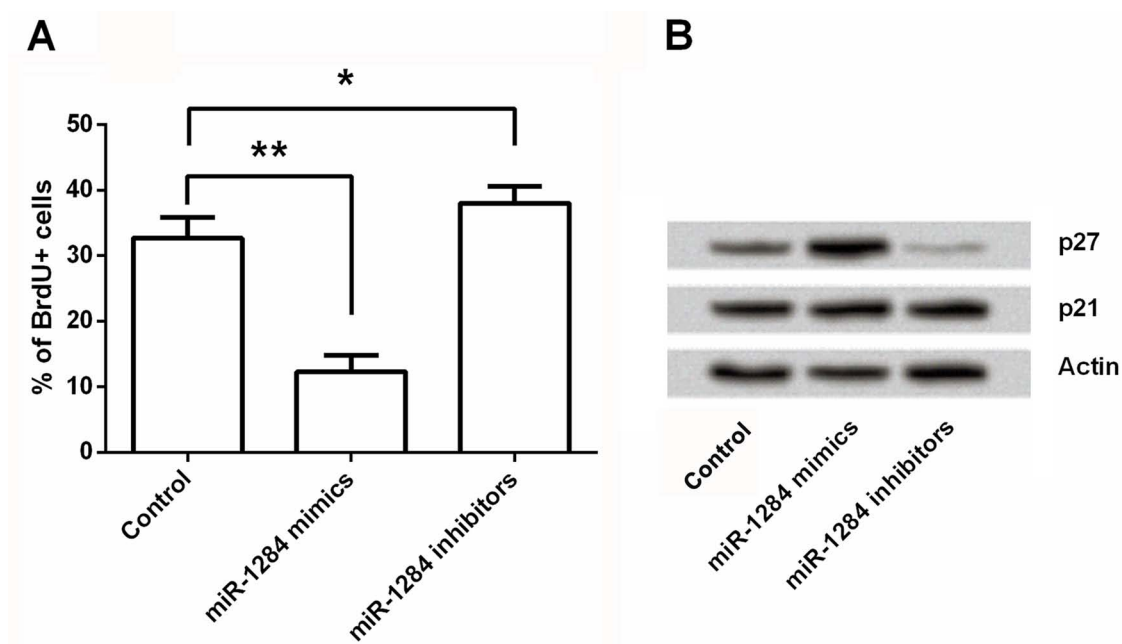 A
*
**
50
40
30
20
10
0
% of BrdU+ cells
Control
miR-1284 mimics
miR-1284 inhibitors
B
p27
p21
Actin
Control
miR-1284 mimics
miR-1284 inhibitors